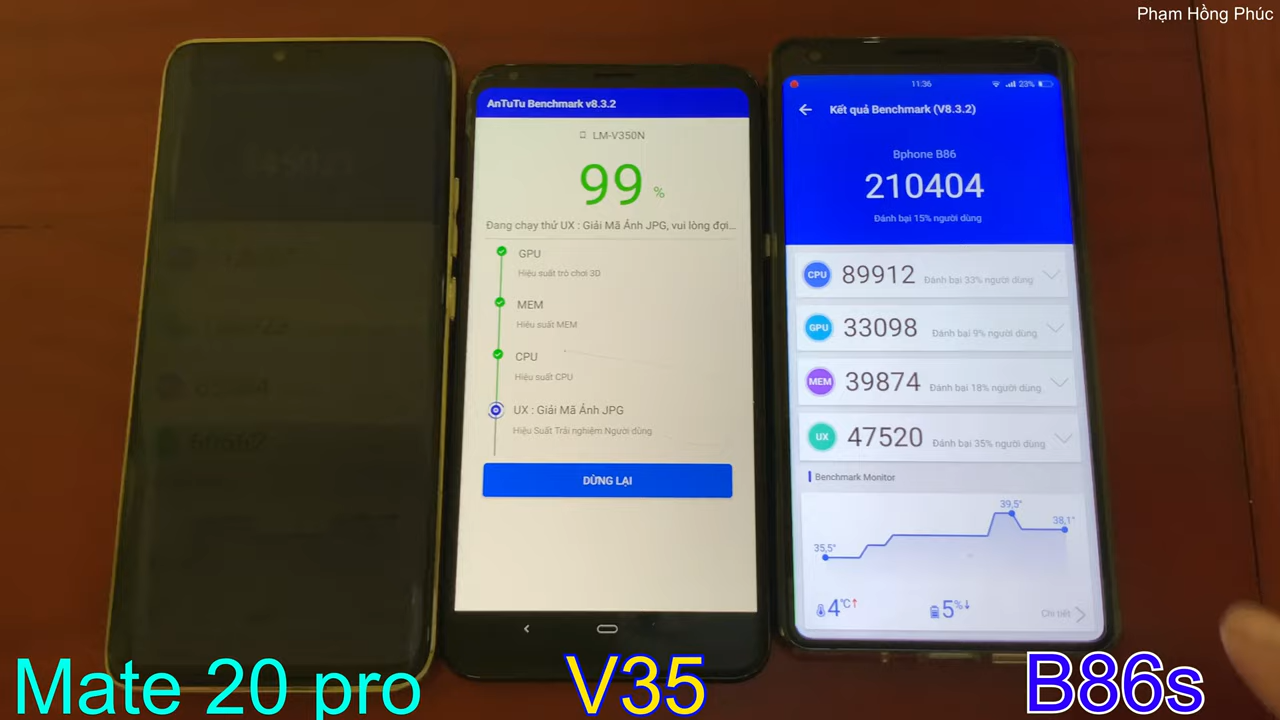 Phạm Hồng Phúc
AnTuTu Benchmark v8.3.2
LM-V350N
99 %
Đang chạy thử UX : Giải Mã Ảnh JPG, vui lòng đợi...
GPU
Hiệu suất trò chơi 3D
MEM
Hiệu suất MEM
CPU
Hiệu suất CPU
UX : Giải Mã Ảnh JPG
Hiệu Suất Trải nghiệm Người dùng
DỪNG LẠI
11:36
23%
Kết quả Benchmark (V8.3.2)
Bphone B86
210404
Đánh bại 15% người dùng
CPU 89912 Đánh bại 33% người dùng
GPU 33098 Đánh bại 9% người dùng
MEM 39874 Đánh bại 18% người dùng
UX 47520 Đánh bại 35% người dùng
Benchmark Monitor
39,5°
38,1°
35,5°
4°C↑ 5%↓ Chi tiết
Mate 20 pro V35 B86s